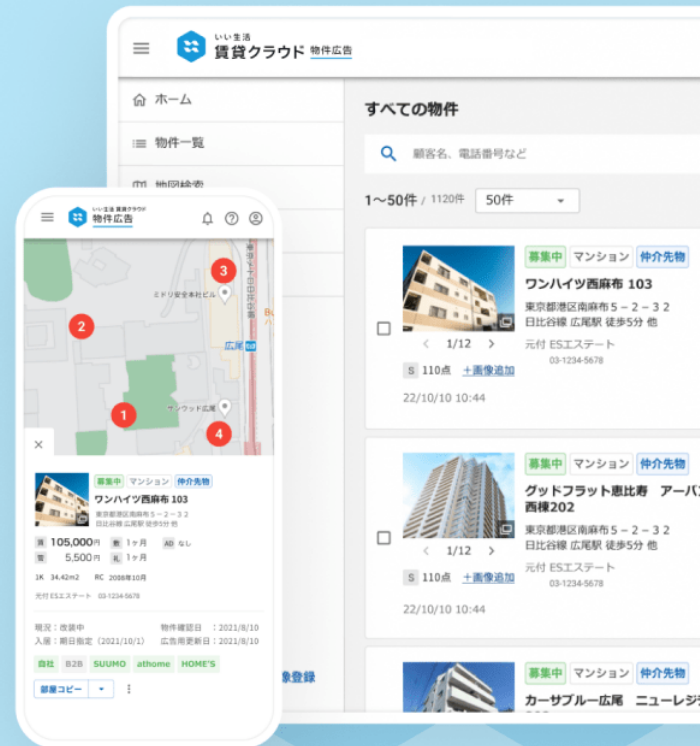 いい生活
賃貸クラウド 物件広告
ホーム
物件一覧
地図検索
像登録
すべての物件
顧客名、電話番号など
1〜50件 / 1120件 50件
募集中 マンション 仲介先物
ワンハイツ西麻布 103
東京都港区南麻布5－2－32
日比谷線 広尾駅 徒歩5分 他
元付 ESエステート
03-1234-5678
1/12
S 110点 +画像追加
22/10/10 10:44
募集中 マンション 仲介先物
グッドフラット恵比寿 アーバ
西棟202
東京都港区南麻布5－2－32
日比谷線 広尾駅 徒歩5分 他
元付 ESエステート
03-1234-5678
1/12
S 110点 +画像追加
22/10/10 10:44
募集中 マンション 仲介先物
カーサブルー広尾 ニューレジ
いい生活 賃貸クラウド
物件広告
3
ミドリ安全本社ビル
2
広尾
1
サンウッド広尾
4
募集中 マンション 仲介先物
ワンハイツ西麻布 103
東京都港区南麻布5－2－32
日比谷線 広尾駅 徒歩5分 他
賃 105,000円 敷 1ヶ月 AD なし
管 5,500円 礼 1ヶ月
1K 34.42m2 RC 2008年10月
元付 ESエステート 03-1234-5678
現況：改装中 物件確認日 ：2021/8/10
入居：期日指定（2021/10/1） 広告用更新日：2021/8/10
自社 B2B SUUMO athome HOME'S
部屋コピー